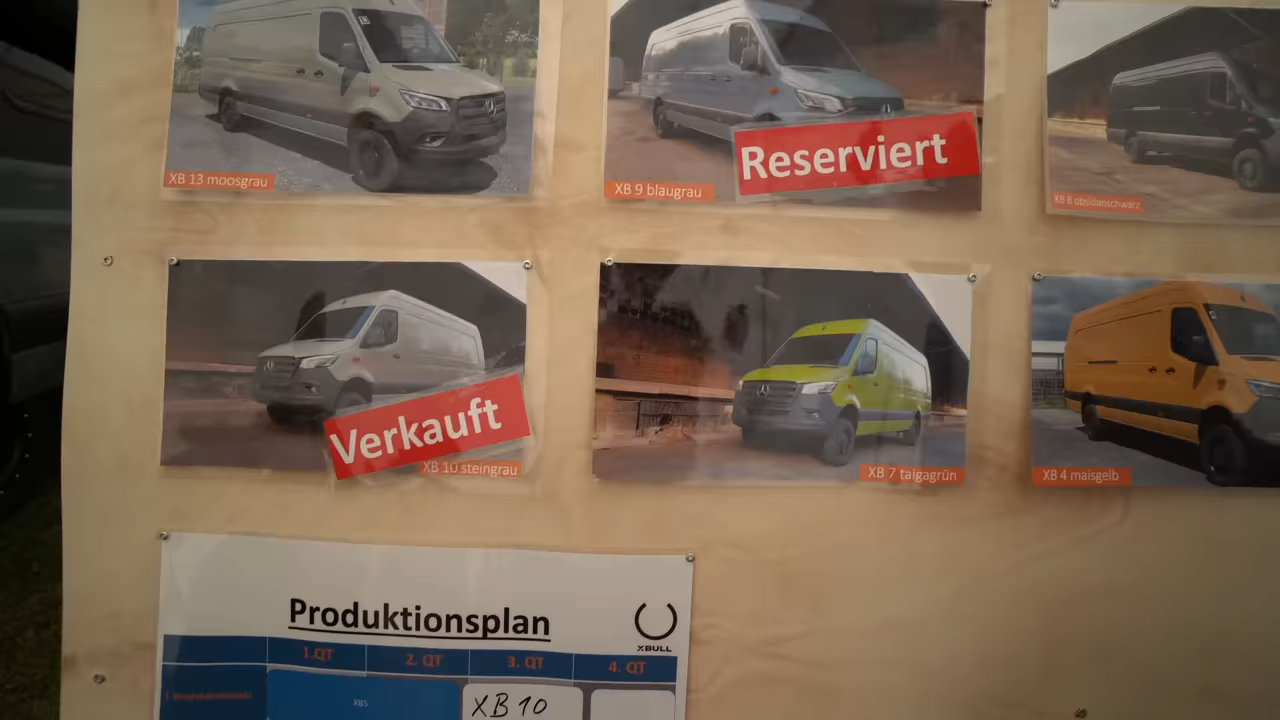 XB 13 moosgrau
XB 9 blaugrau
Reserviert
XB 8 obsidianschwarz
Verkauft
XB 10 steingrau
XB 7 taigagrün
XB 4 maisgelb
Produktionsplan
XBULL
1.QT
2. QT
3. QT
4. QT
XB5
XB 10